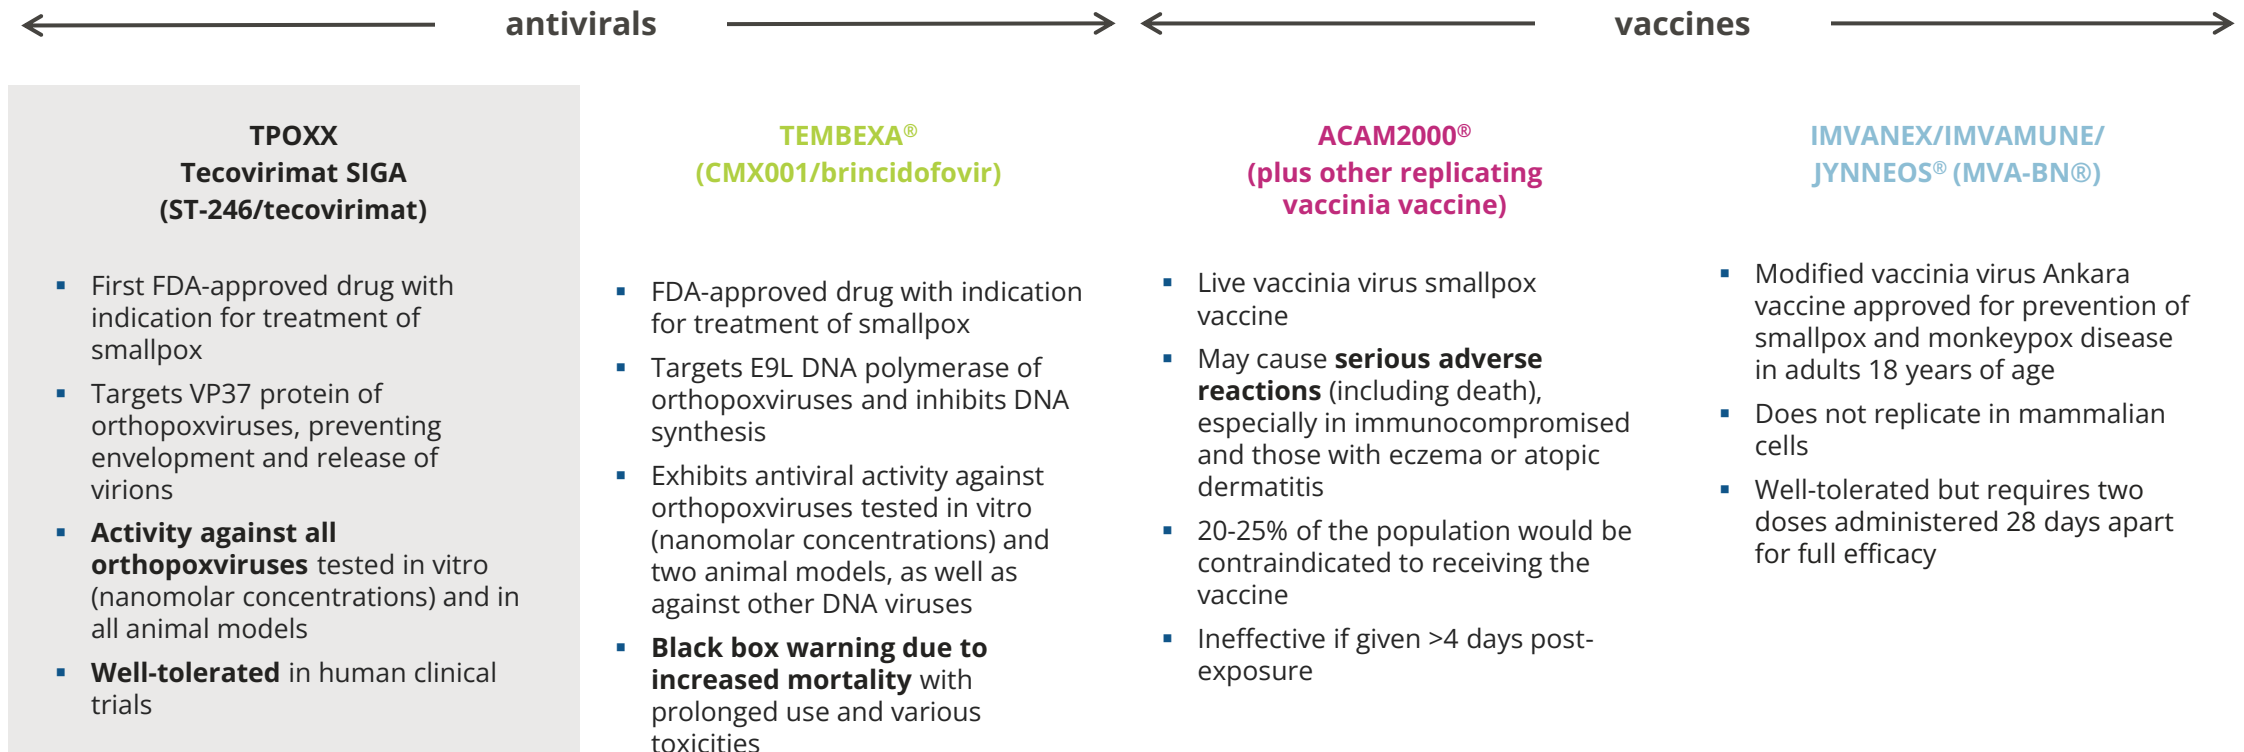 antivirals
vaccines
TPOXX
Tecovirimat SIGA
(ST-246/tecovirimat)
▪ First FDA-approved drug with
indication for treatment of
smallpox
▪ Targets VP37 protein of
orthopoxviruses, preventing
envelopment and release of
virions
▪ Activity against all
orthopoxviruses tested in vitro
(nanomolar concentrations) and in
all animal models
▪ Well-tolerated in human clinical
trials
TEMBEXA®
(CMX001/brincidofovir)
▪ FDA-approved drug with indication
for treatment of smallpox
▪ Targets E9L DNA polymerase of
orthopoxviruses and inhibits DNA
synthesis
▪ Exhibits antiviral activity against
orthopoxviruses tested in vitro
(nanomolar concentrations) and
two animal models, as well as
against other DNA viruses
▪ Black box warning due to
increased mortality with
prolonged use and various
toxicities
ACAM2000®
(plus other replicating
vaccinia vaccine)
▪ Live vaccinia virus smallpox
vaccine
▪ May cause serious adverse
reactions (including death),
especially in immunocompromised
and those with eczema or atopic
dermatitis
▪ 20-25% of the population would be
contraindicated to receiving the
vaccine
▪ Ineffective if given >4 days post-
exposure
IMVANEX/IMVAMUNE/
JYNNEOS® (MVA-BN®)
▪ Modified vaccinia virus Ankara
vaccine approved for prevention of
smallpox and monkeypox disease
in adults 18 years of age
▪ Does not replicate in mammalian
cells
▪ Well-tolerated but requires two
doses administered 28 days apart
for full efficacy